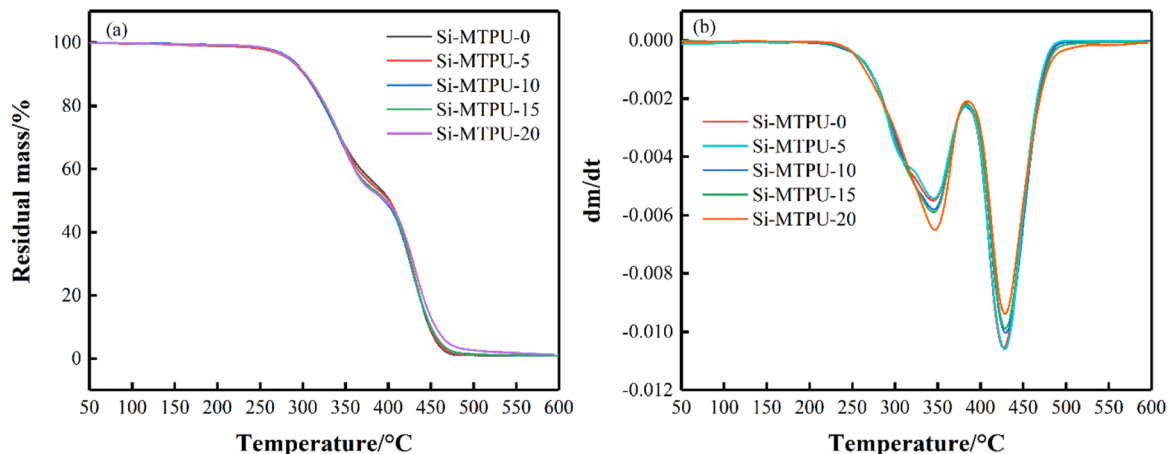 (a)
Si-MTPU-0
Si-MTPU-5
Si-MTPU-10
Si-MTPU-15
Si-MTPU-20
Residual mass/%
100
80
60
40
20
0
50 100 150 200 250 300 350 400 450 500 550 600
Temperature/°C
(b)
Si-MTPU-0
Si-MTPU-5
Si-MTPU-10
Si-MTPU-15
Si-MTPU-20
dm/dt
0.000
-0.002
-0.004
-0.006
-0.008
-0.010
-0.012
50 100 150 200 250 300 350 400 450 500 550 600
Temperature/°C